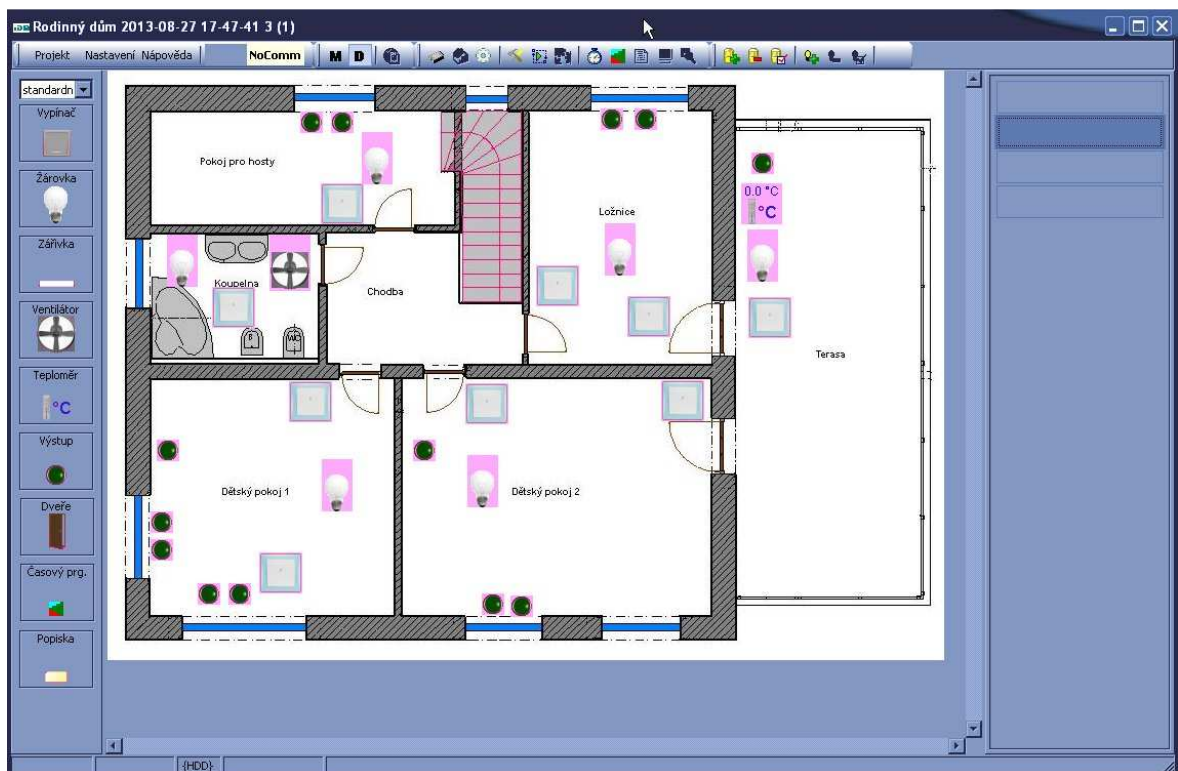 Rodinný dům 2013-08-27 17-47-41 3 (1)
Projekt Nastavení Nápověda NoComm M D
standardn
Vypínač
Žárovka
Zářivka
Ventilátor
Teploměr
°C
Výstup
Dveře
Časový prg.
Popiska
Pokoj pro hosty
Ložnice
0.0 °C
°C
Koupelna
Chodba
B
WC
Terasa
Dětský pokoj 1
Dětský pokoj 2
{HDD}